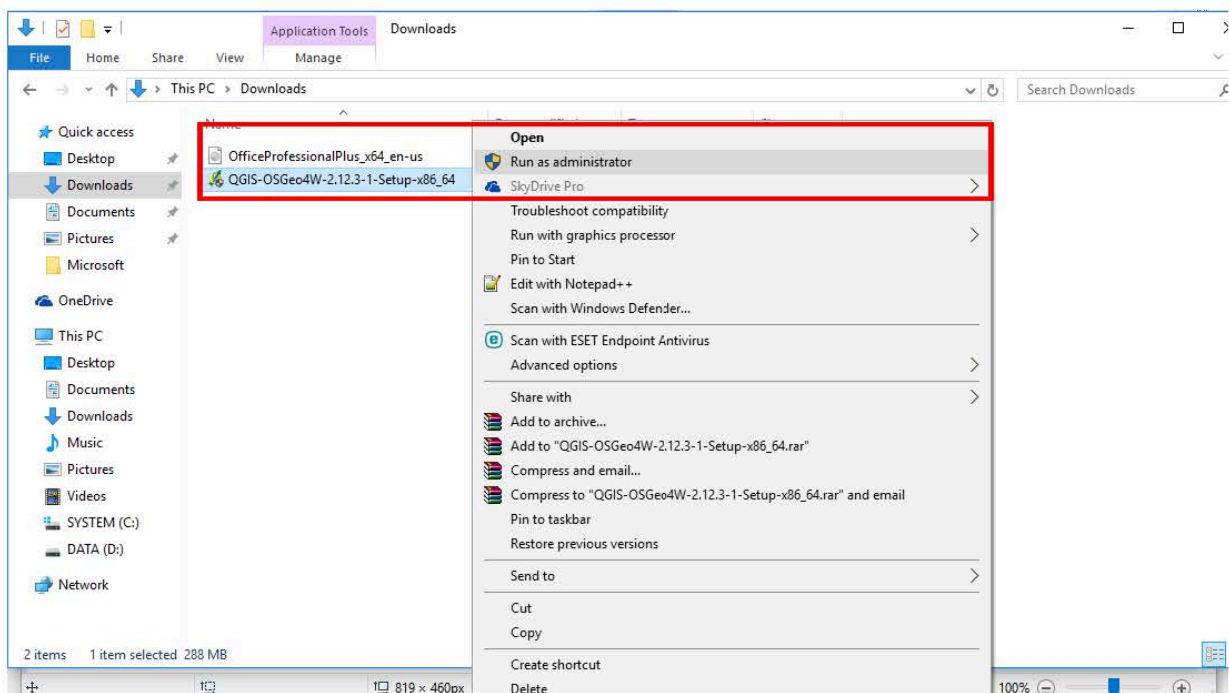 Application Tools Downloads
File Home Share View Manage
This PC > Downloads Search Downloads
Quick access
Desktop
Downloads
Documents
Pictures
Microsoft
OneDrive
This PC
Desktop
Documents
Downloads
Music
Pictures
Videos
SYSTEM (C:)
DATA (D:)
Network
OfficeProfessionalPlus_x64_en-us
QGIS-OSGeo4W-2.12.3-1-Setup-x86_64
Open
Run as administrator
SkyDrive Pro
Troubleshoot compatibility
Run with graphics processor
Pin to Start
Edit with Notepad++
Scan with Windows Defender...
Scan with ESET Endpoint Antivirus
Advanced options
Share with
Add to archive...
Add to "QGIS-OSGeo4W-2.12.3-1-Setup-x86_64.rar"
Compress and email...
Compress to "QGIS-OSGeo4W-2.12.3-1-Setup-x86_64.rar" and email
Pin to taskbar
Restore previous versions
Send to
Cut
Copy
Create shortcut
Delete
2 items 1 item selected 288 MB
819 × 460px 100%